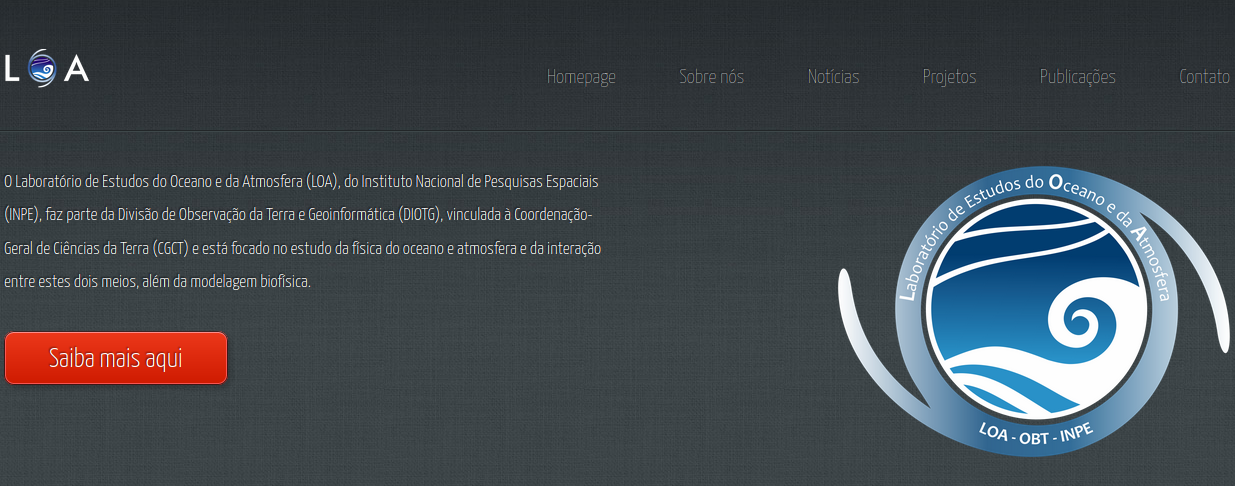 LOA
Homepage
Sobre nós
Notícias
Projetos
Publicações
Contato
O Laboratório de Estudos do Oceano e da Atmosfera (LOA), do Instituto Nacional de Pesquisas Espaciais
(INPE), faz parte da Divisão de Observação da Terra e Geoinformática (DIOTG), vinculada à Coordenação-
Geral de Ciências da Terra (CGCT) e está focado no estudo da física do oceano e atmosfera e da interação
entre estes dois meios, além da modelagem biofísica.
Saiba mais aqui
Laboratório de Estudos do Oceano e da Atmosfera
LOA - OBT - INPE